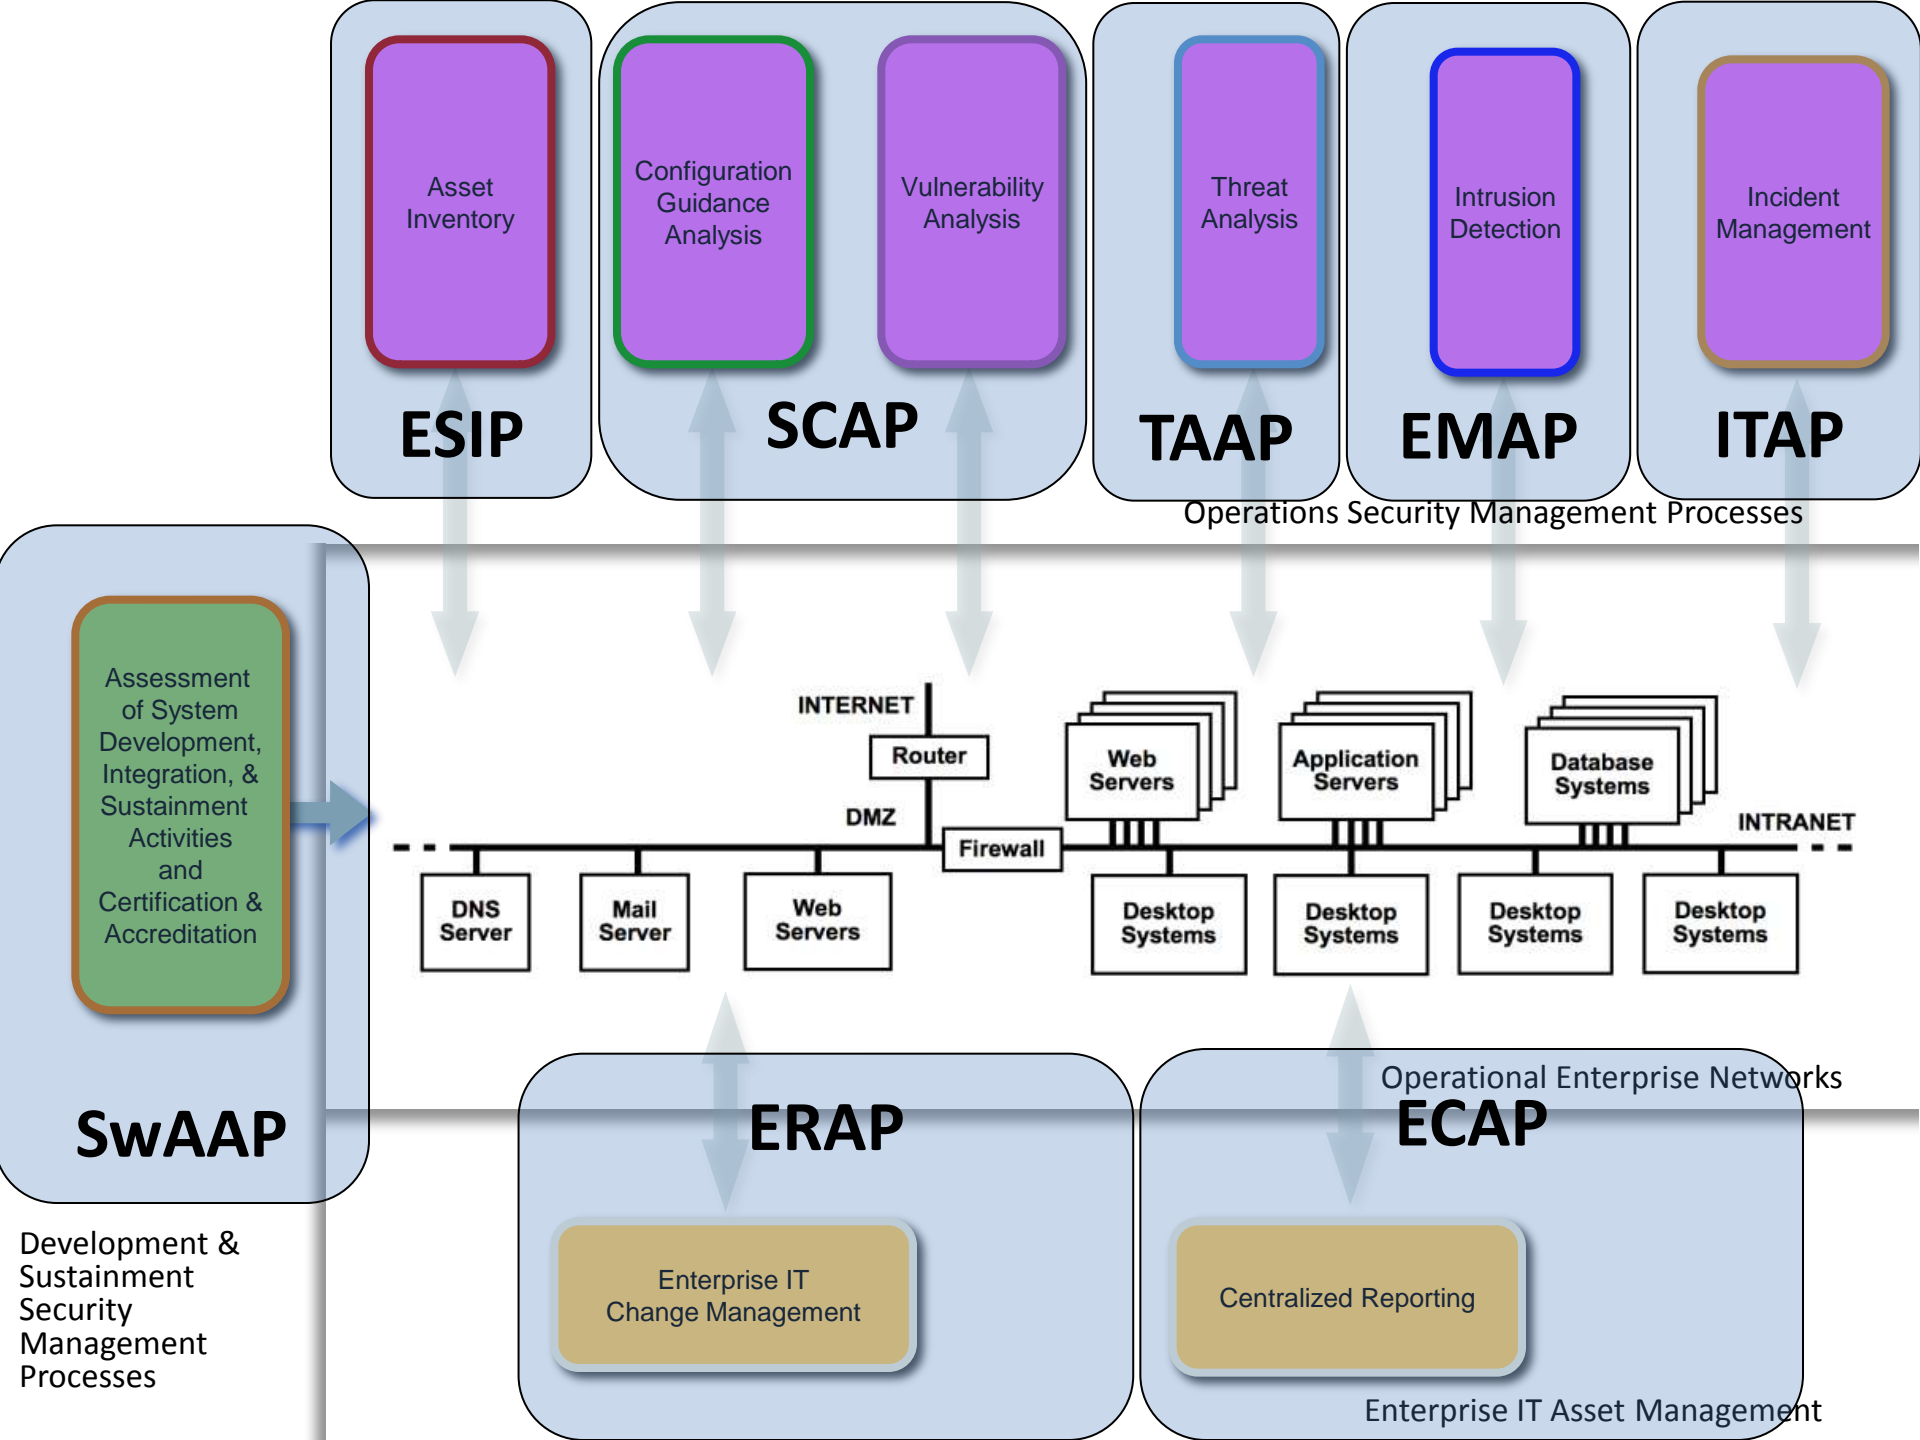 Asset
Inventory
Configuration
Guidance
Analysis
Vulnerability
Analysis
Threat
Analysis
Intrusion
Detection
Incident
Management
ESIP
SCAP
TAAP
EMAP
ITAP
Operations Security Management Processes
Assessment
of System
Development,
Integration, &
Sustainment
Activities
and
Certification &
Accreditation
SwAAP
Development &
Sustainment
Security
Management
Processes
INTERNET
Router
DMZ
Firewall
Web
Servers
Application
Servers
Database
Systems
INTRANET
DNS
Server
Mail
Server
Web
Servers
Desktop
Systems
Desktop
Systems
Desktop
Systems
Desktop
Systems
Operational Enterprise Networks
ERAP
ECAP
Enterprise IT
Change Management
Centralized Reporting
Enterprise IT Asset Management